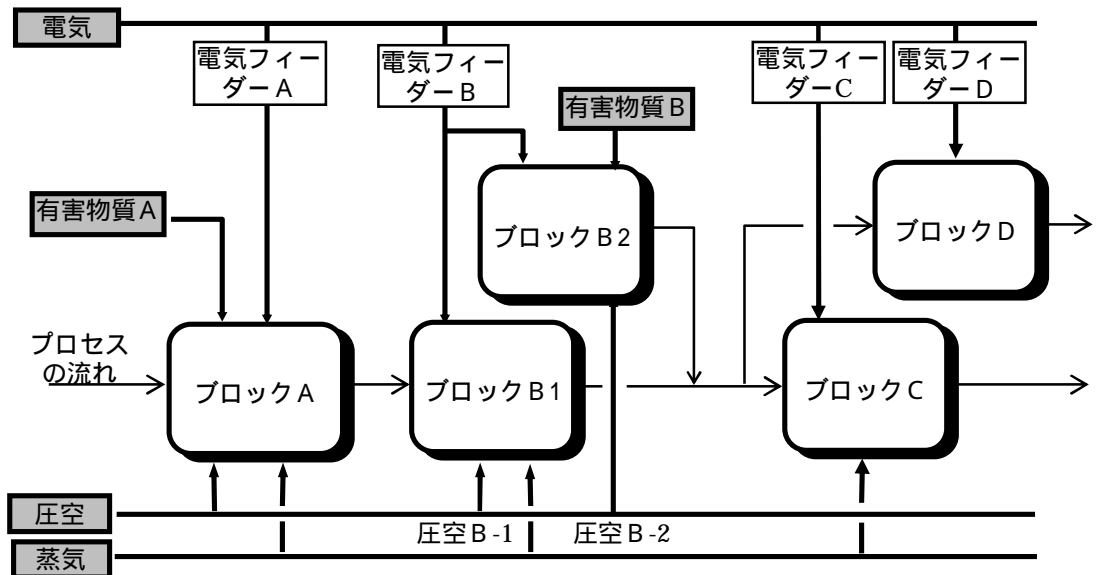 電気
電気フィー
ダーA
電気フィー
ダーB
電気フィー
ダーC
電気フィー
ダーD
有害物質B
有害物質A
ブロックB2
ブロックD
プロセス
の流れ
ブロックA
ブロックB1
ブロックC
圧空
圧空B-1
圧空B-2
蒸気